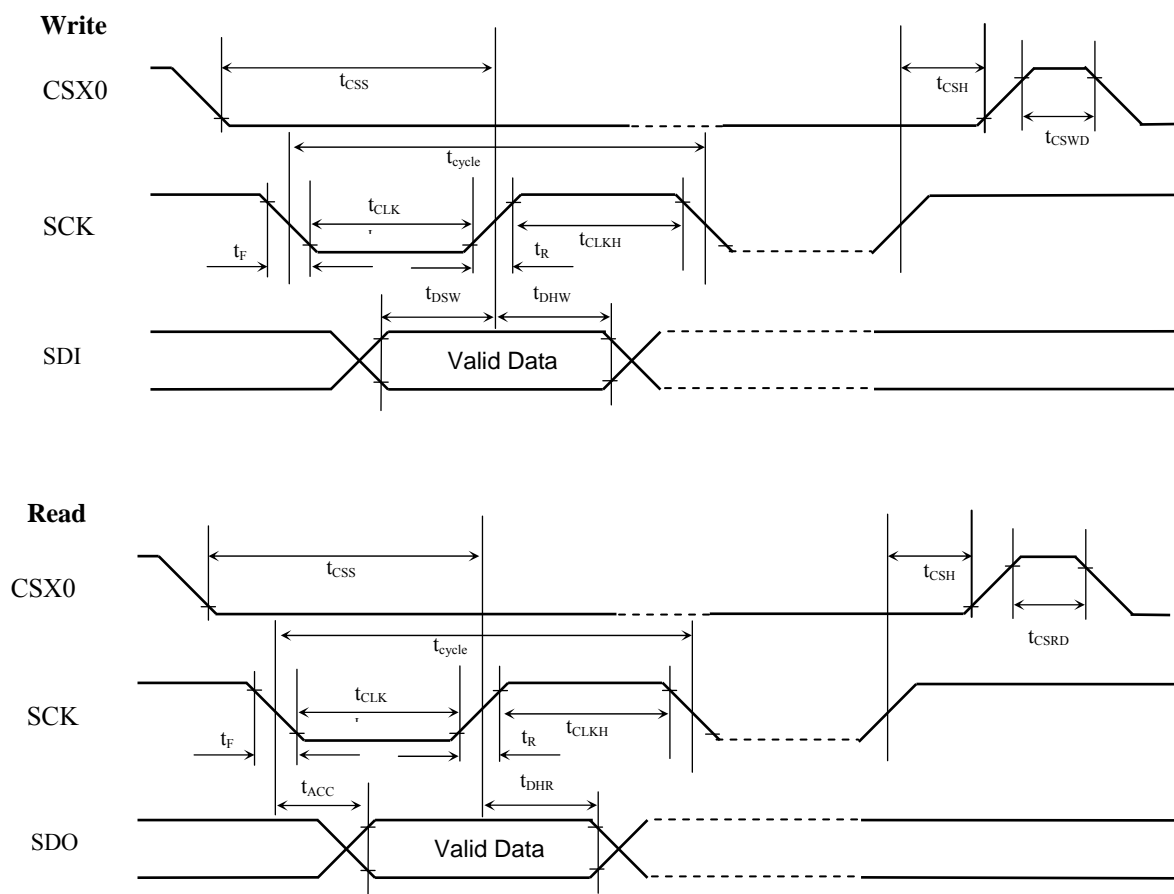 Write
CSX0
tCSS
tCSH
tCSWD
tcycle
SCK
tCLK
tF
tR
tCLKH
tDSW
tDHW
SDI
Valid Data
Read
CSX0
tCSS
tCSH
tCSRD
tcycle
SCK
tCLK
tF
tR
tCLKH
tACC
tDHR
SDO
Valid Data